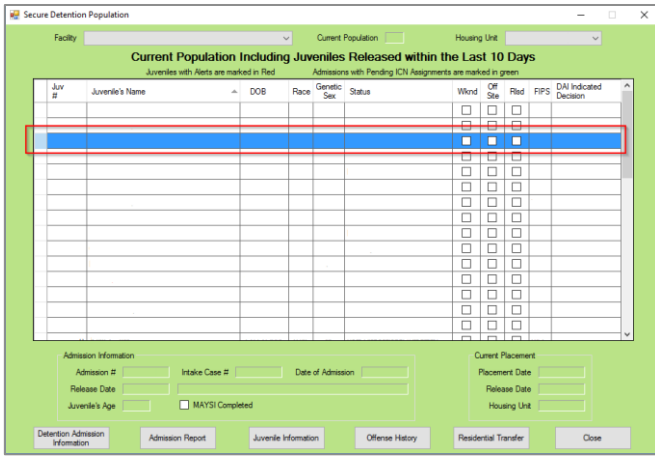 Secure Detention Population
Facility Current Population Housing Unit
Current Population Including Juveniles Released within the Last 10 Days
Juveniles with Alerts are marked in Red Admissions with Pending ICN Assignments are marked in green
Juv # Juvenile's Name DOB Race Genetic Sex Status Wknd Off Site Rlsd FIPS DAI Indicated Decision
Admission Information Current Placement
Admission # Intake Case # Date of Admission Placement Date
Release Date Release Date
Juvenile's Age MAYSI Completed Housing Unit
Detention Admission Information Admission Report Juvenile Information Offense History Residential Transfer Close